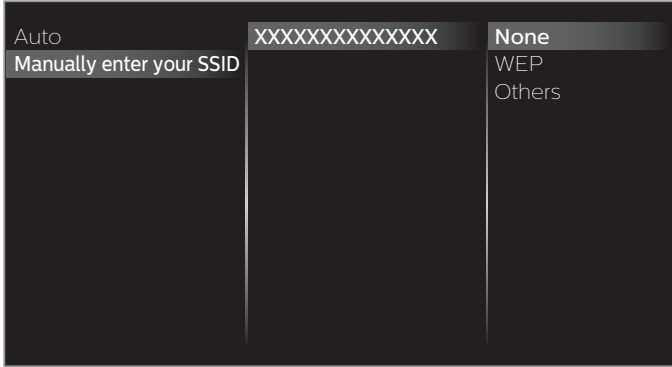 Auto
Manually enter your SSID
XXXXXXXXXXXXXX
None
WEP
Others